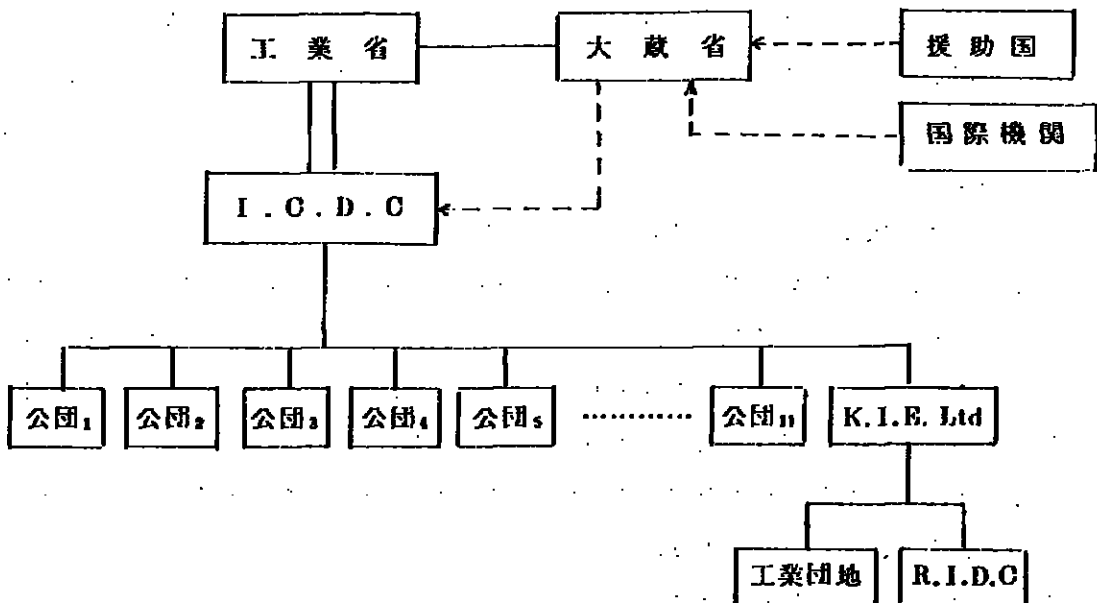 工業省 大蔵省 援助国
国際機関
I.C.D.C
公団1 公団2 公団3 公団4 公団5 ………… 公団11 K.I.E. Ltd
工業団地 R.I.D.C